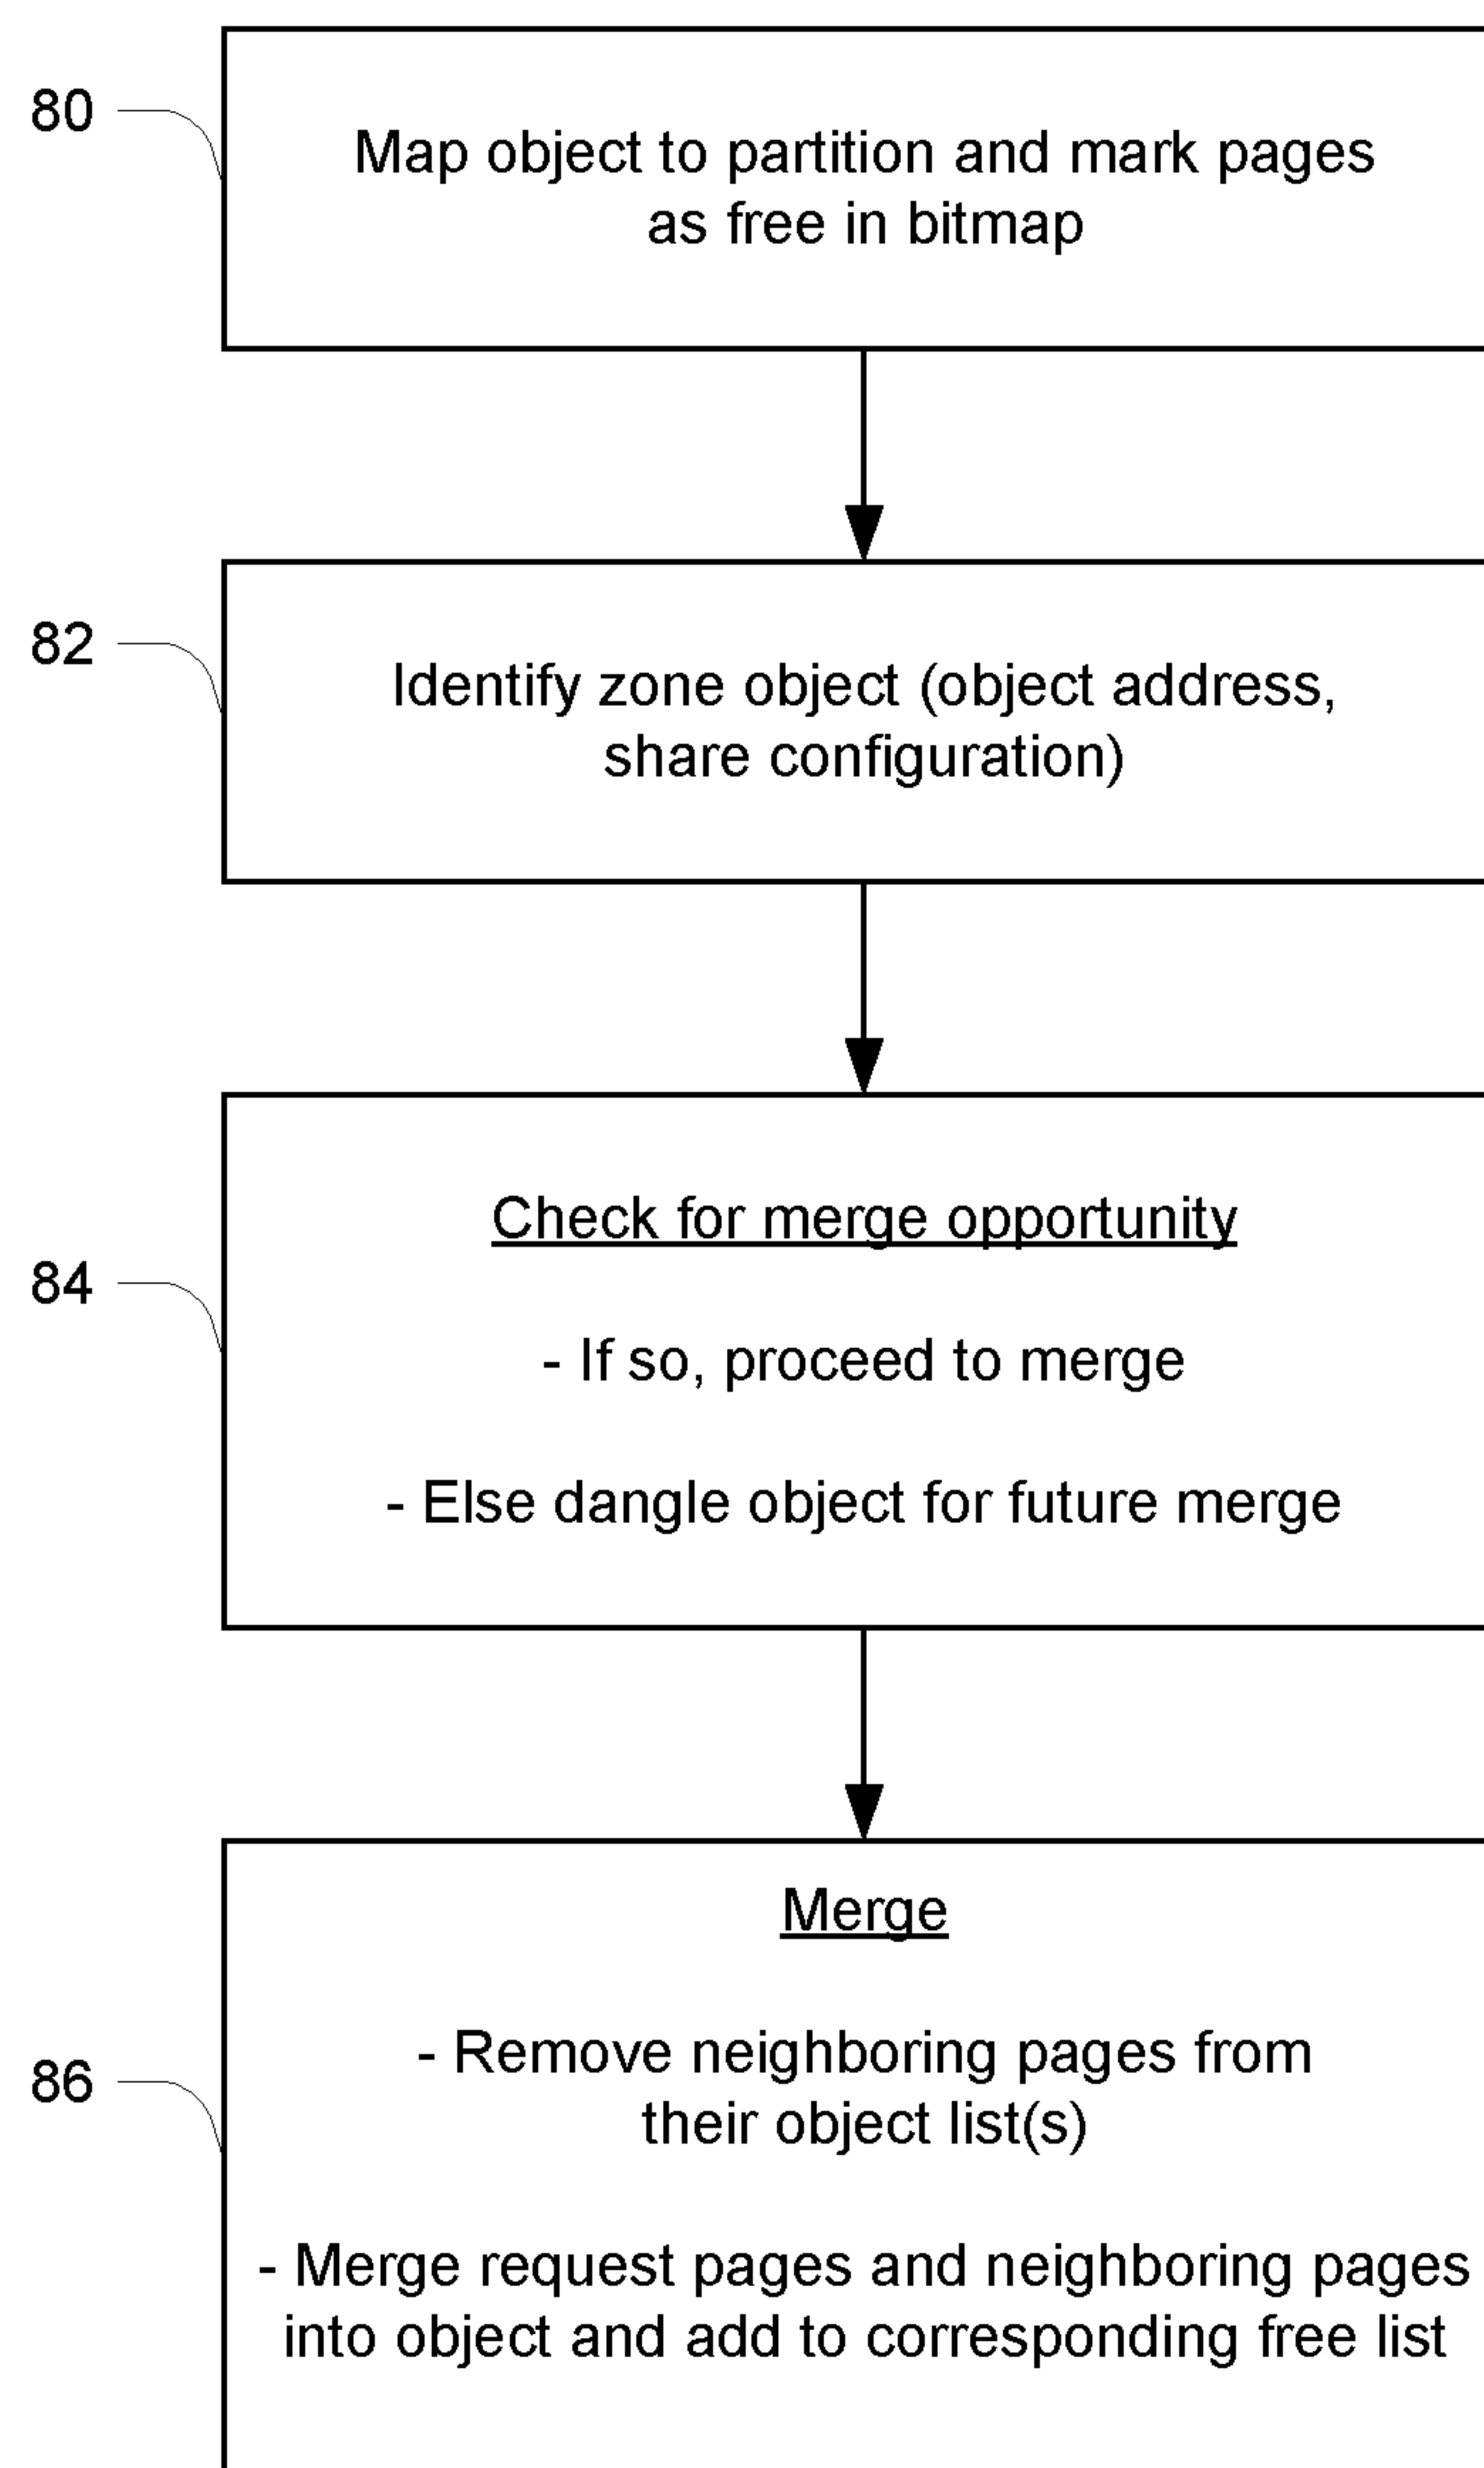 80
Map object to partition and mark pages
as free in bitmap
82
Identify zone object (object address,
share configuration)
84
Check for merge opportunity
- If so, proceed to merge
- Else dangle object for future merge
86
Merge
- Remove neighboring pages from
their object list(s)
- Merge request pages and neighboring pages
into object and add to corresponding free list